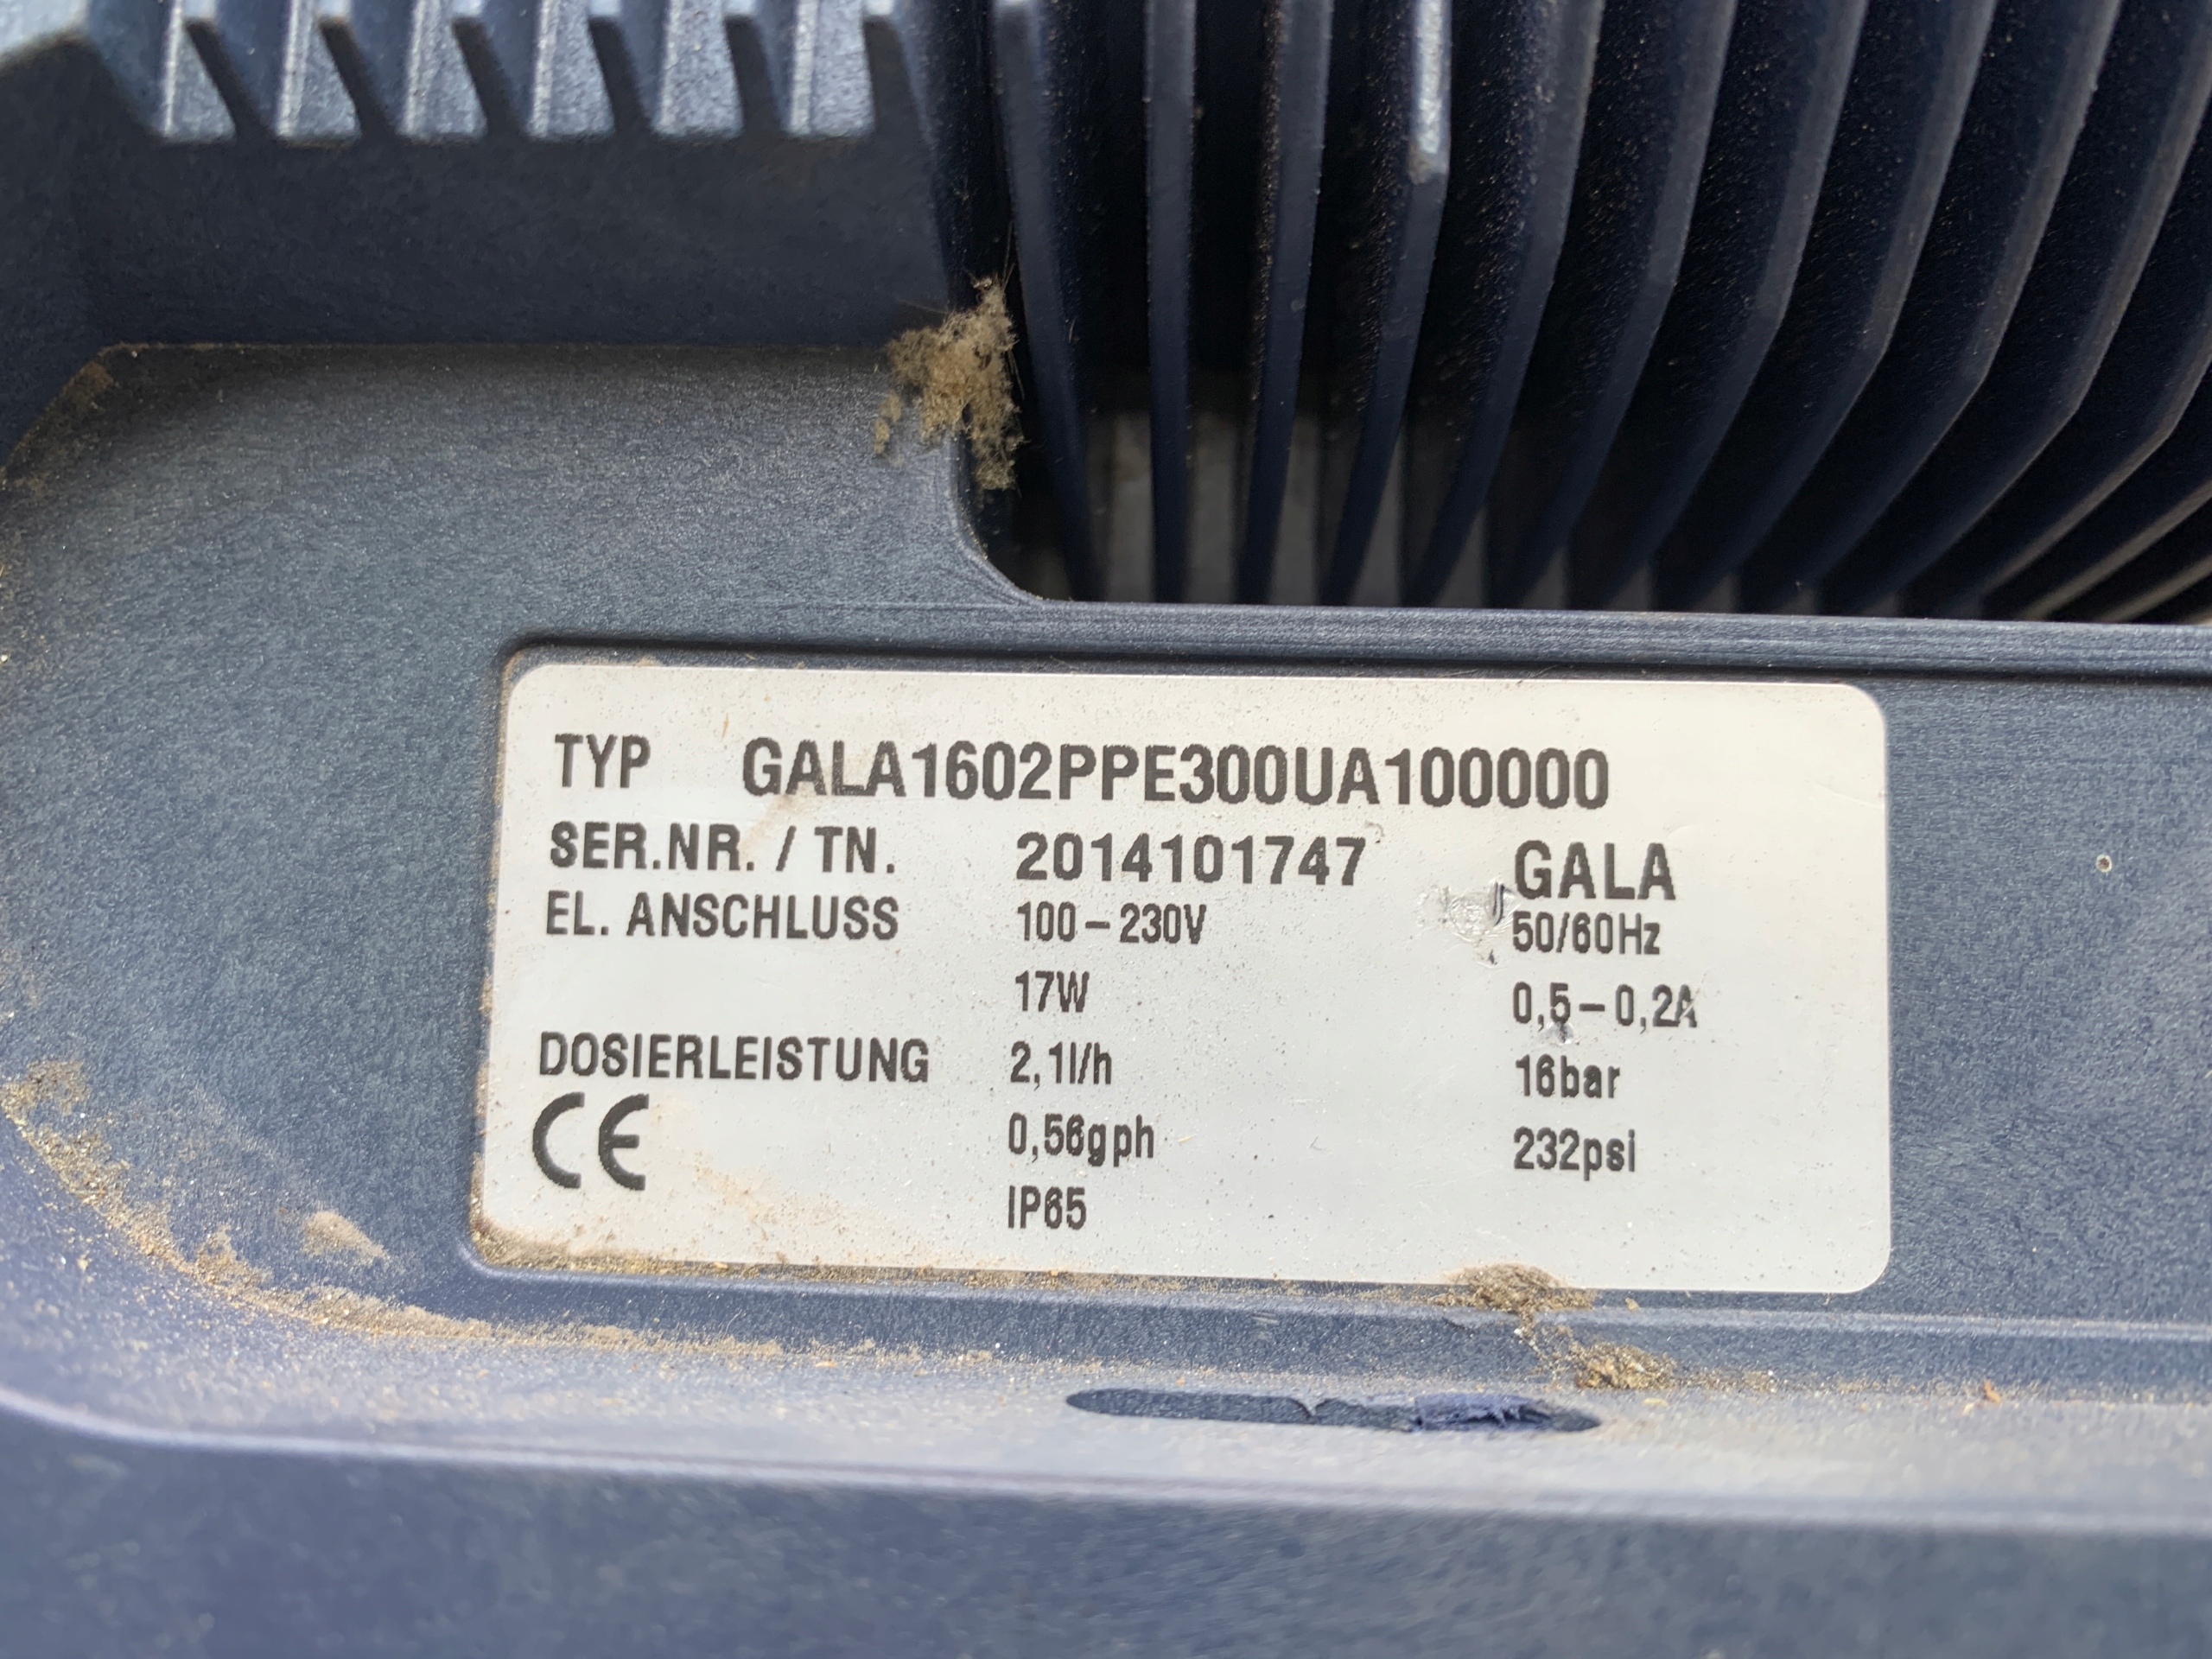 TYP GALA1602PPE300UA100000
SER.NR. / TN. 2014101747 GALA
EL. ANSCHLUSS 100-230V 50/60Hz
17W 0,5-0,2A
DOSIERLEISTUNG 2,1l/h 16bar
CE 0,56gph 232psi
IP65